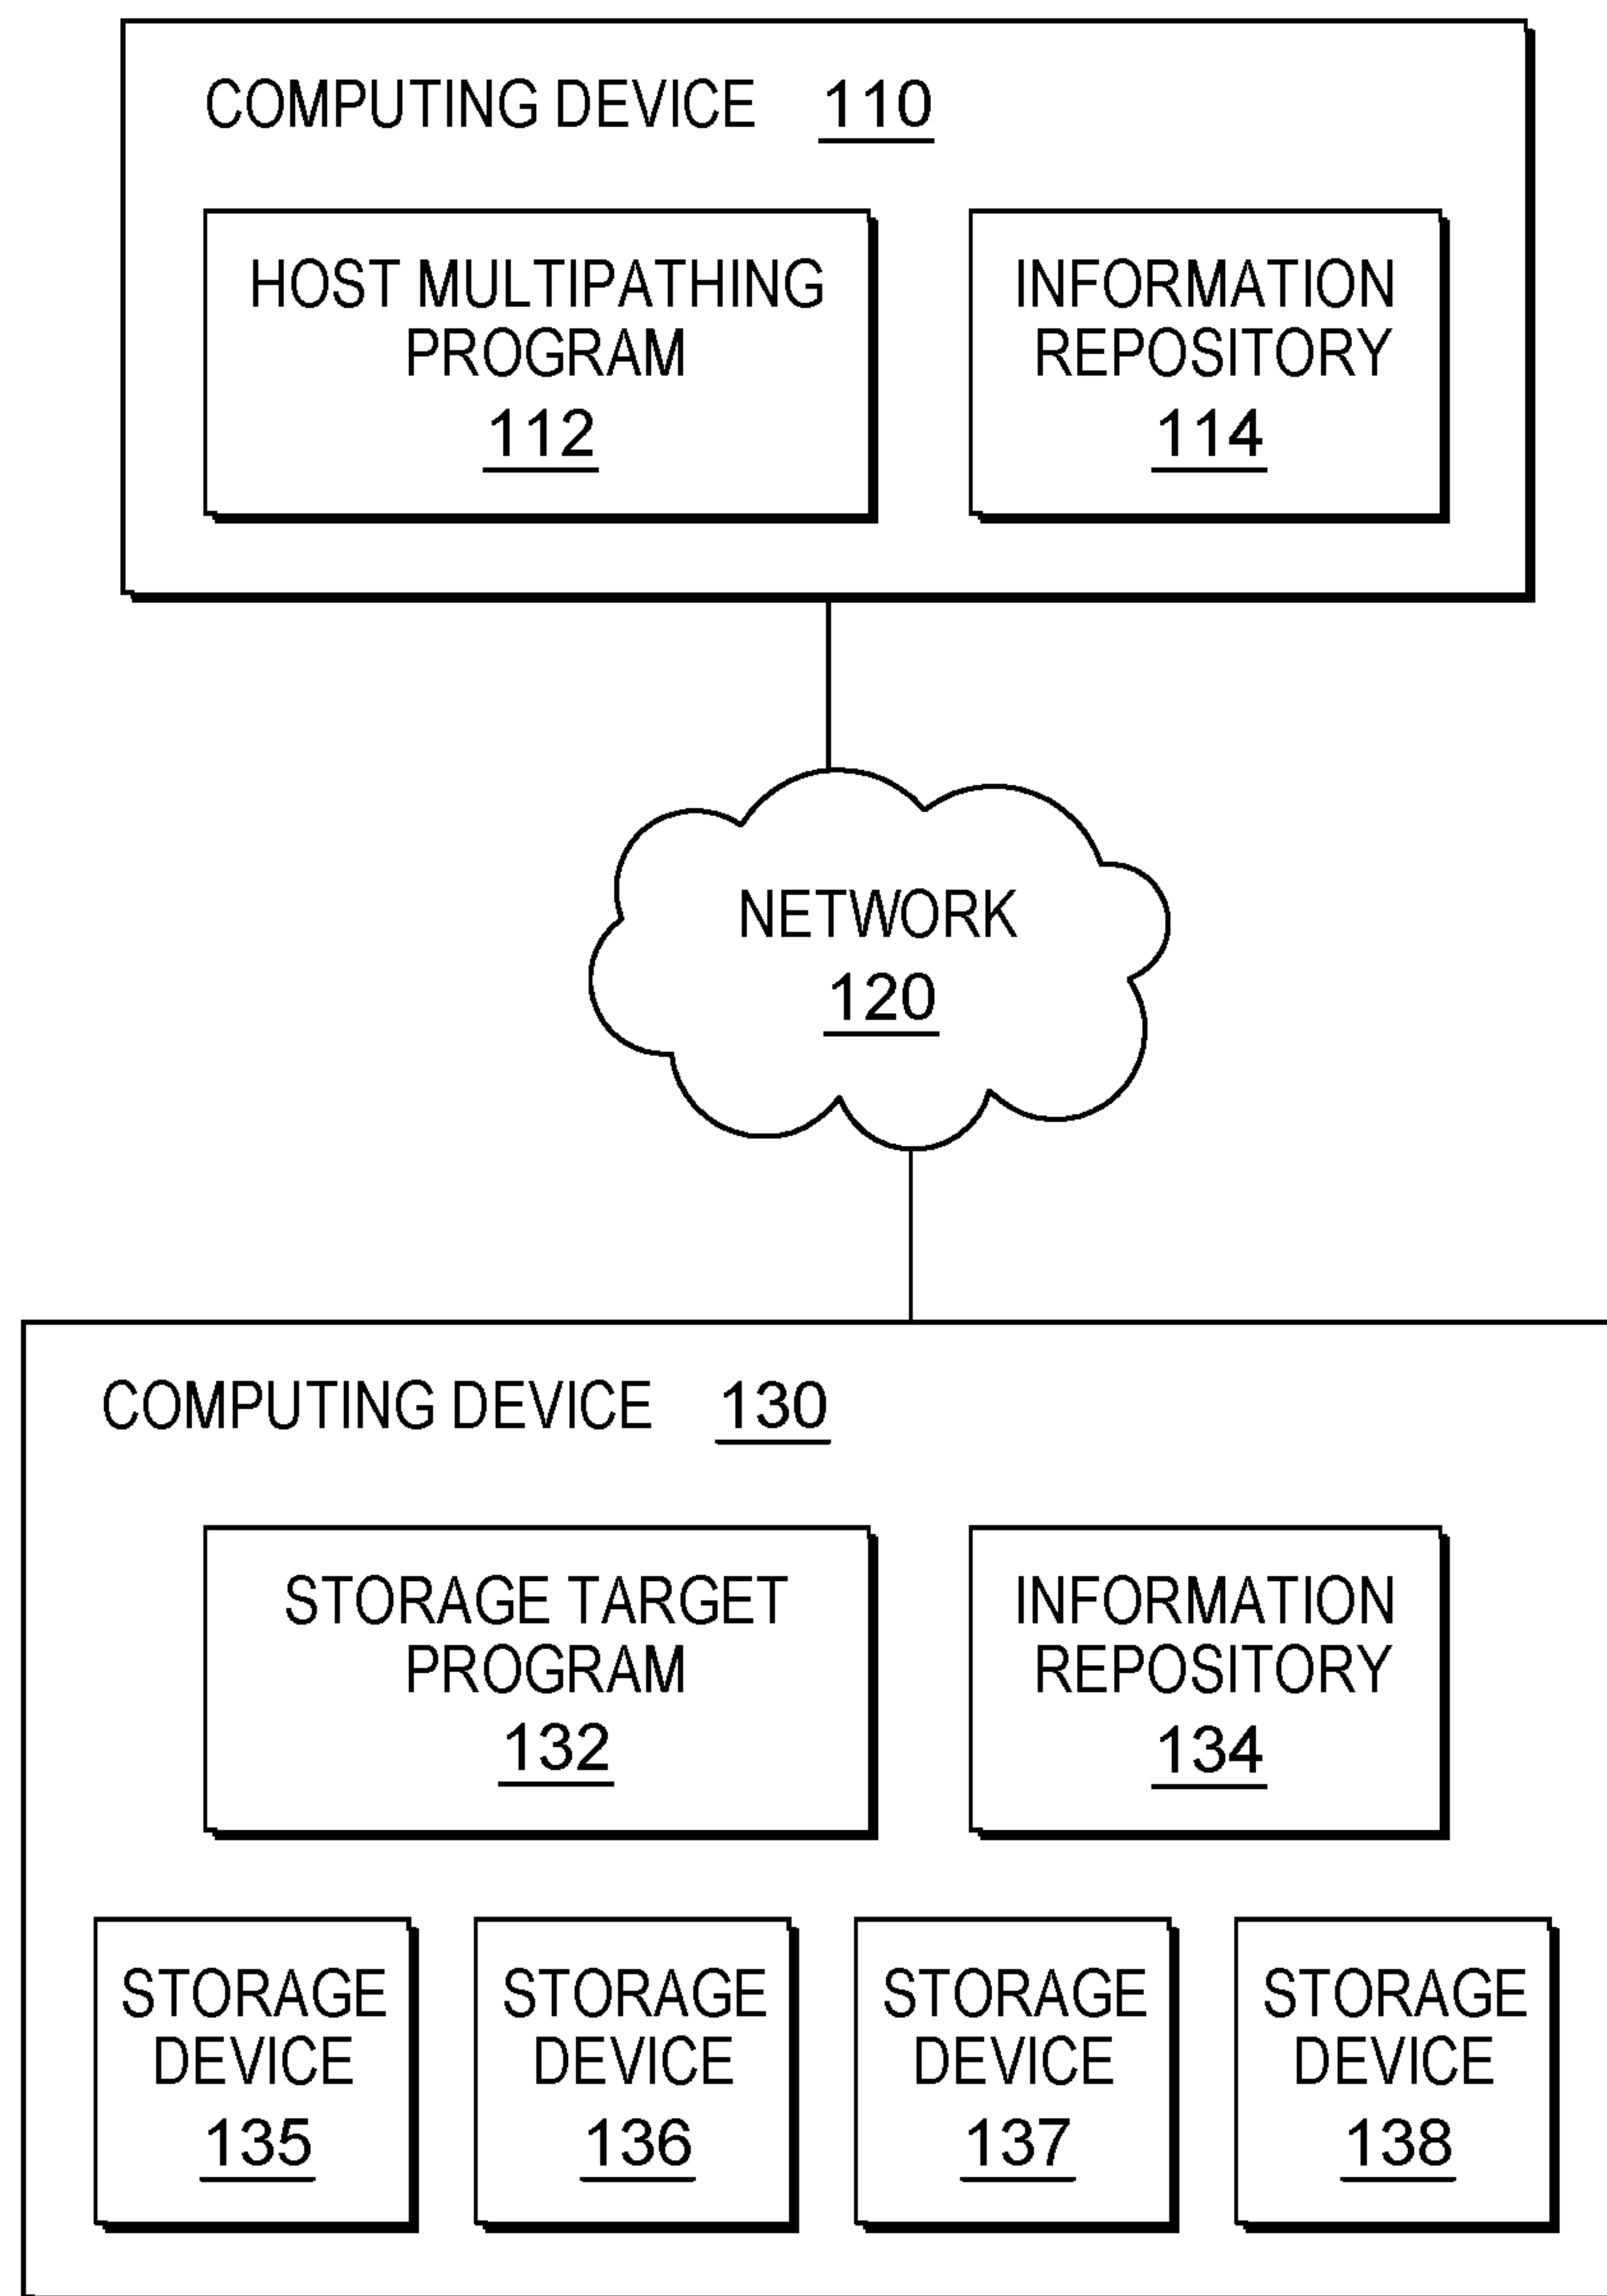 COMPUTING DEVICE 110
HOST MULTIPATHING
PROGRAM
112
INFORMATION
REPOSITORY
114
NETWORK
120
COMPUTING DEVICE 130
STORAGE TARGET
PROGRAM
132
INFORMATION
REPOSITORY
134
STORAGE
DEVICE
135
STORAGE
DEVICE
136
STORAGE
DEVICE
137
STORAGE
DEVICE
138